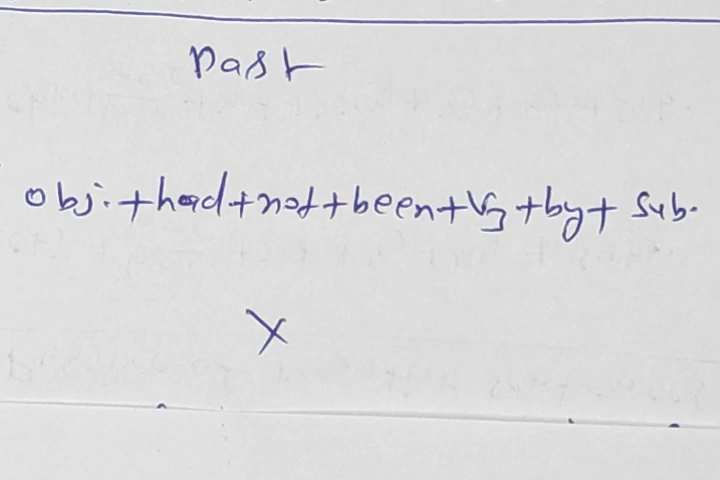 Past
obj. + had + not + been + V3 + by + sub.
X